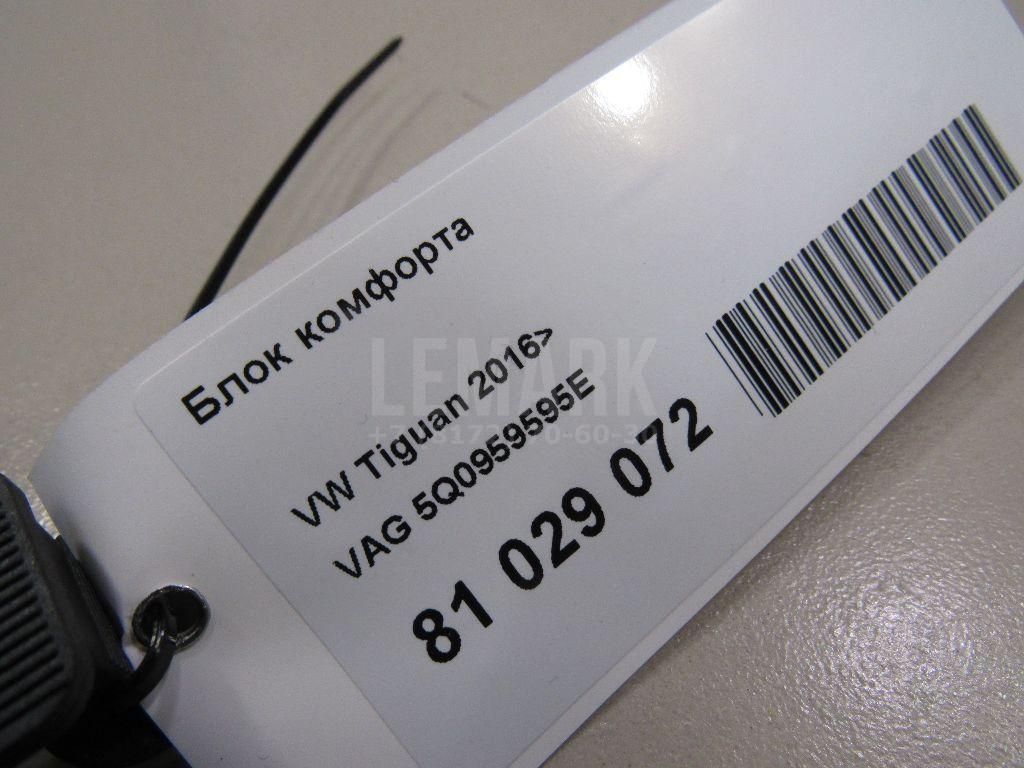 Блок комфорта
VW Tiguan 2016>
VAG 5Q0959595E
81 029 072
LEMARK